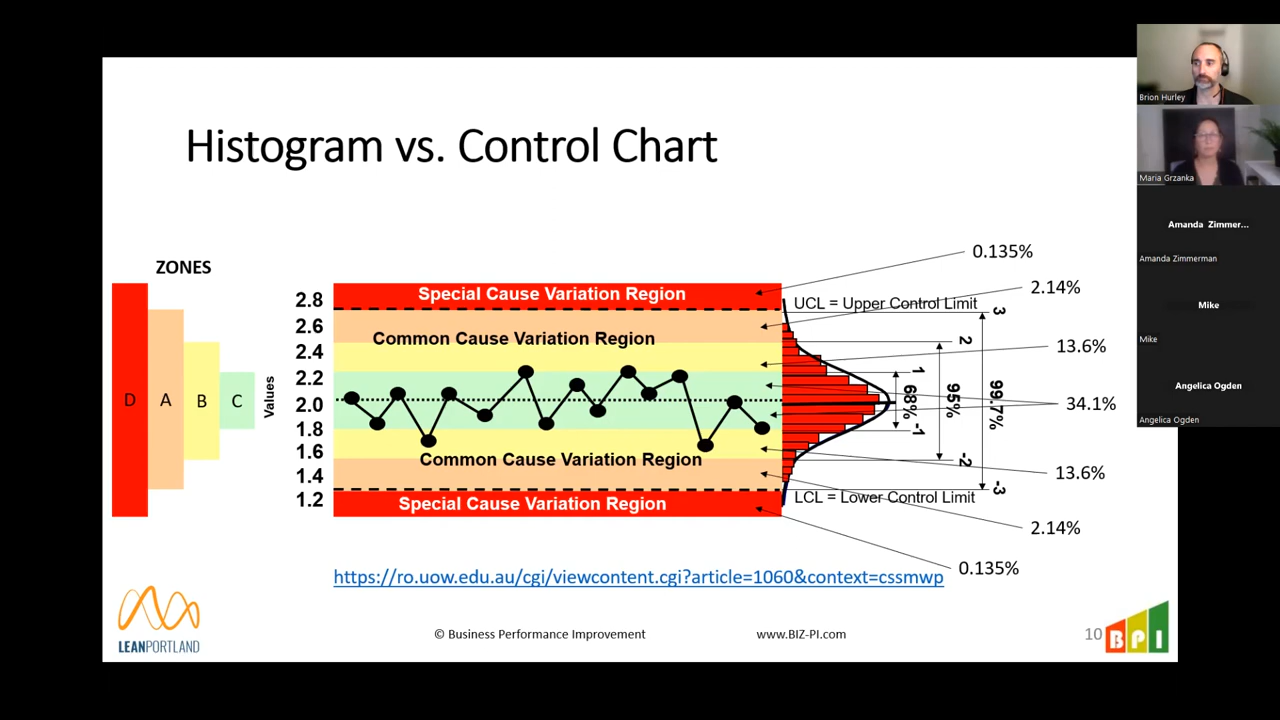 Histogram vs. Control Chart
ZONES
D
A
B
C
Values
2.8
2.6
2.4
2.2
2.0
1.8
1.6
1.4
1.2
Special Cause Variation Region
Common Cause Variation Region
Common Cause Variation Region
Special Cause Variation Region
UCL = Upper Control Limit
LCL = Lower Control Limit
3
2
1
68%
95%
99.7%
-1
-2
-3
0.135%
2.14%
13.6%
34.1%
13.6%
2.14%
0.135%
https://ro.uow.edu.au/cgi/viewcontent.cgi?article=1060&context=cssmwp
LEANPORTLAND
© Business Performance Improvement
www.BIZ-PI.com
10
BPI
Brion Hurley
Maria Grzanka
Amanda Zimmer...
Amanda Zimmerman
Mike
Mike
Angelica Ogden
Angelica Ogden